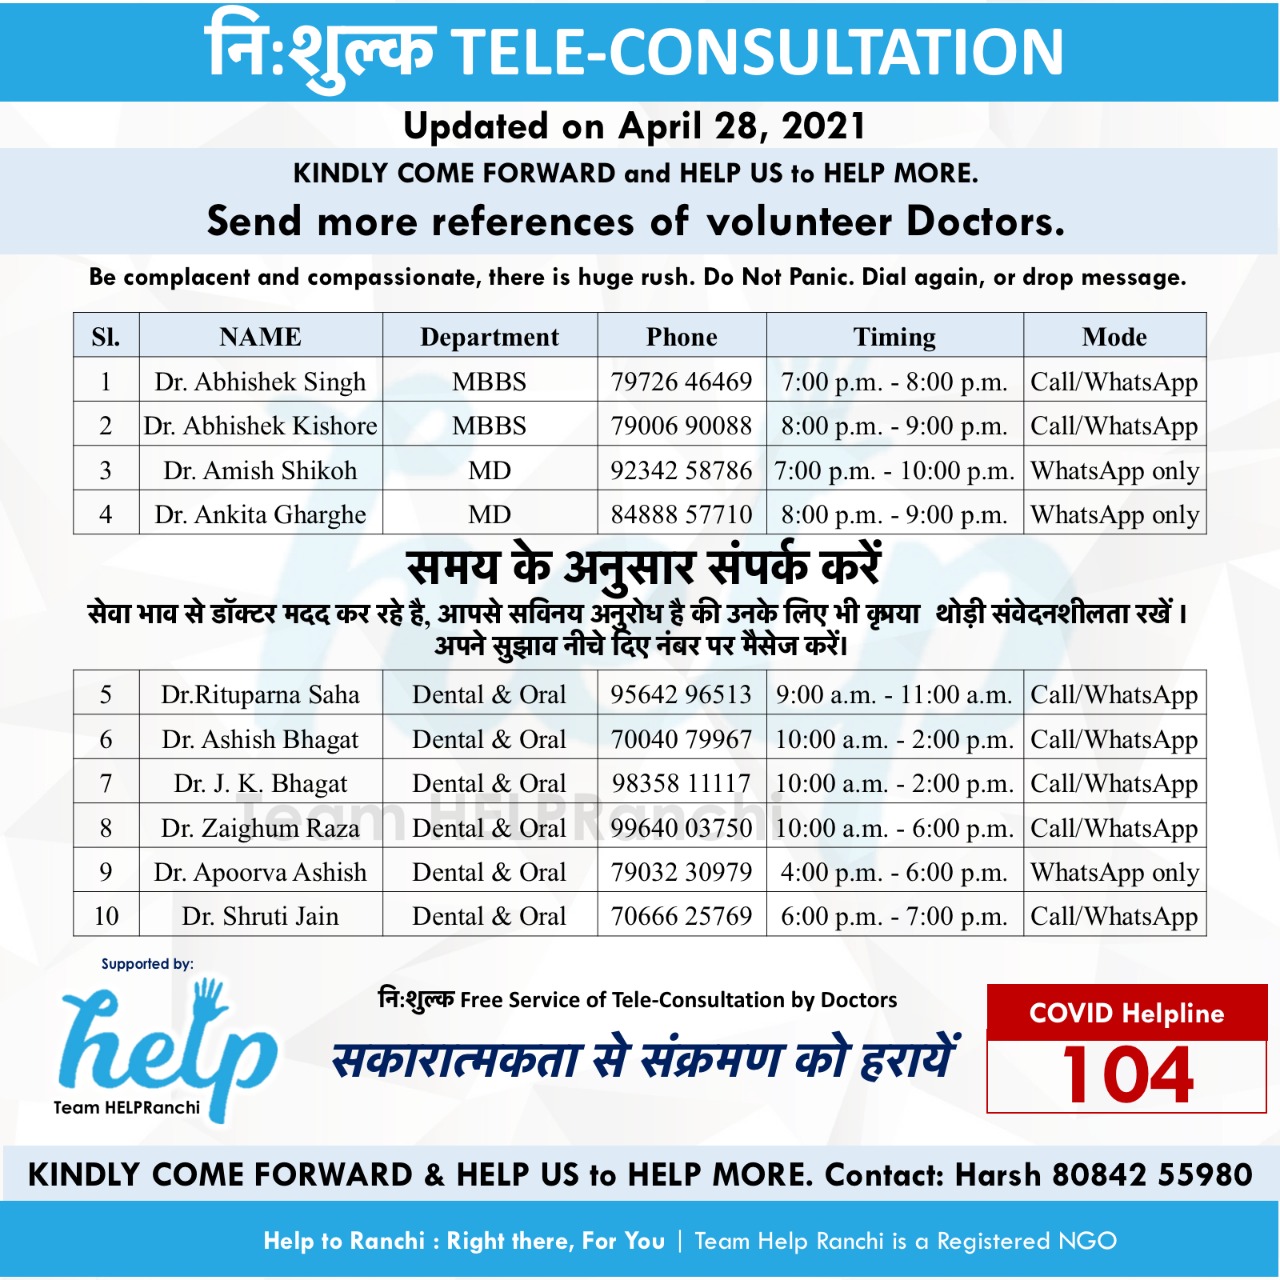 नि:शुल्क TELE-CONSULTATION
Updated on April 28, 2021
KINDLY COME FORWARD and HELP US to HELP MORE.
Send more references of volunteer Doctors.
Be complacent and compassionate, there is huge rush. Do Not Panic. Dial again, or drop message.
Sl. NAME Department Phone Timing Mode
1 Dr. Abhishek Singh MBBS 79726 46469 7:00 p.m. - 8:00 p.m. Call/WhatsApp
2 Dr. Abhishek Kishore MBBS 79006 90088 8:00 p.m. - 9:00 p.m. Call/WhatsApp
3 Dr. Amish Shikoh MD 92342 58786 7:00 p.m. - 10:00 p.m. WhatsApp only
4 Dr. Ankita Gharghe MD 84888 57710 8:00 p.m. - 9:00 p.m. WhatsApp only
समय के अनुसार संपर्क करें
सेवा भाव से डॉक्टर मदद कर रहे है, आपसे सविनय अनुरोध है की उनके लिए भी कृपया थोड़ी संवेदनशीलता रखें ।
अपने सुझाव नीचे दिए नंबर पर मैसेज करें।
5 Dr.Rituparna Saha Dental & Oral 95642 96513 9:00 a.m. - 11:00 a.m. Call/WhatsApp
6 Dr. Ashish Bhagat Dental & Oral 70040 79967 10:00 a.m. - 2:00 p.m. Call/WhatsApp
7 Dr. J. K. Bhagat Dental & Oral 98358 11117 10:00 a.m. - 2:00 p.m. Call/WhatsApp
8 Dr. Zaighum Raza Dental & Oral 99640 03750 10:00 a.m. - 6:00 p.m. Call/WhatsApp
9 Dr. Apoorva Ashish Dental & Oral 79032 30979 4:00 p.m. - 6:00 p.m. WhatsApp only
10 Dr. Shruti Jain Dental & Oral 70666 25769 6:00 p.m. - 7:00 p.m. Call/WhatsApp
help
Team HELPRanchi
Supported by:
help
Team HELPRanchi
नि:शुल्क Free Service of Tele-Consultation by Doctors
सकारात्मकता से संक्रमण को हरायें
COVID Helpline
104
KINDLY COME FORWARD & HELP US to HELP MORE. Contact: Harsh 80842 55980
Help to Ranchi : Right there, For You | Team Help Ranchi is a Registered NGO